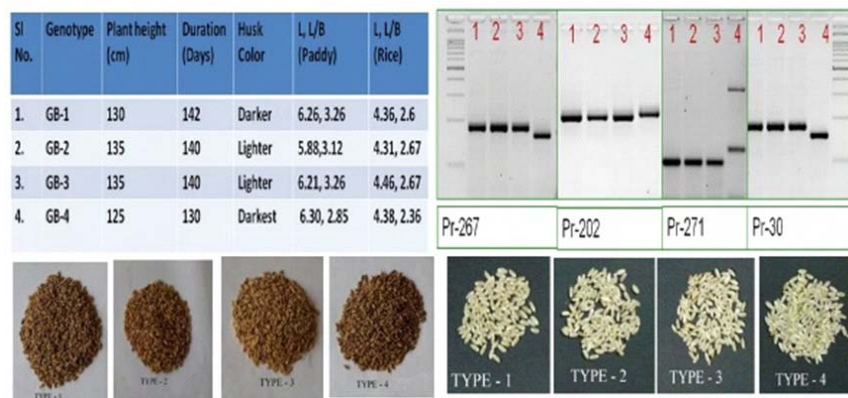 Sl No. Genotype Plant height (cm) Duration (Days) Husk Color L, L/B (Paddy) L, L/B (Rice)
1. GB-1 130 142 Darker 6.26, 3.26 4.36, 2.6
2. GB-2 135 140 Lighter 5.88,3.12 4.31, 2.67
3. GB-3 135 140 Lighter 6.21, 3.26 4.46, 2.67
4. GB-4 125 130 Darkest 6.30, 2.85 4.38, 2.36
1 2 3 4
1 2 3 4
1 2 3 4
1 2 3 4
Pr-267 Pr-202 Pr-271 Pr-30
TYPE - 1 TYPE - 2 TYPE - 3 TYPE - 4
TYPE - 1 TYPE - 2 TYPE - 3 TYPE - 4